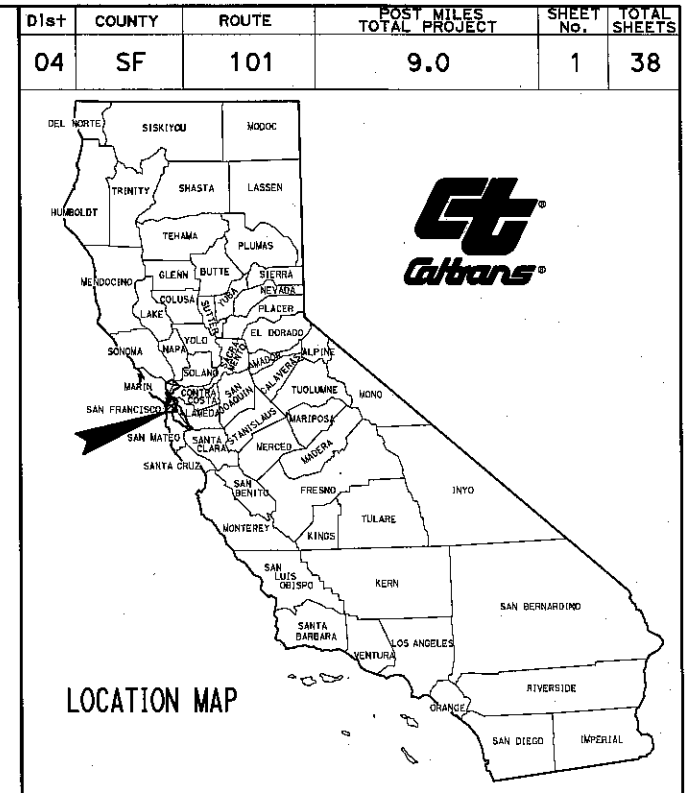 Dist COUNTY ROUTE POST MILES TOTAL PROJECT SHEET No. TOTAL SHEETS
04 SF 101 9.0 1 38
DEL NORTE SISKIYOU MODOC
TRINITY SHASTA LASSEN
HUMBOLDT
Ct ®
Caltrans ®
TEHAMA
PLUMAS
MENDOCINO GLENN BUTTE SIERRA
COLUSA SUTTER YUBA NEVADA
LAKE PLACER
YOLO EL DORADO
SONOMA NAPA SACRAMENTO AMADOR ALPINE
SOLANO CALAVERAS
MARIN CONTRA COSTA SAN JOAQUIN TUOLUMNE MONO
SAN FRANCISCO ALAMEDA STANISLAUS MARIPOSA
SAN MATEO SANTA CLARA MERCED MADERA
SANTA CRUZ
SAN BENITO FRESNO INYO
MONTEREY KINGS TULARE
SAN LUIS OBISPO KERN
SAN BERNARDINO
SANTA BARBARA
VENTURA LOS ANGELES
LOCATION MAP ORANGE RIVERSIDE
SAN DIEGO IMPERIAL